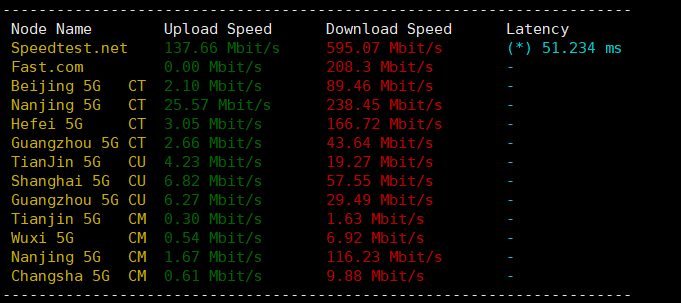 ----------------------------------------------------------------------
Node Name Upload Speed Download Speed Latency
Speedtest.net 137.66 Mbit/s 595.07 Mbit/s (*) 51.234 ms
Fast.com 0.00 Mbit/s 208.3 Mbit/s -
Beijing 5G CT 2.10 Mbit/s 89.46 Mbit/s -
Nanjing 5G CT 25.57 Mbit/s 238.45 Mbit/s -
Hefei 5G CT 3.05 Mbit/s 166.72 Mbit/s -
Guangzhou 5G CT 2.66 Mbit/s 43.64 Mbit/s -
TianJin 5G CU 4.23 Mbit/s 19.27 Mbit/s -
Shanghai 5G CU 6.82 Mbit/s 57.55 Mbit/s -
Guangzhou 5G CU 6.27 Mbit/s 29.49 Mbit/s -
Tianjin 5G CM 0.30 Mbit/s 1.63 Mbit/s -
Wuxi 5G CM 0.54 Mbit/s 6.92 Mbit/s -
Nanjing 5G CM 1.67 Mbit/s 116.23 Mbit/s -
Changsha 5G CM 0.61 Mbit/s 9.88 Mbit/s -
----------------------------------------------------------------------